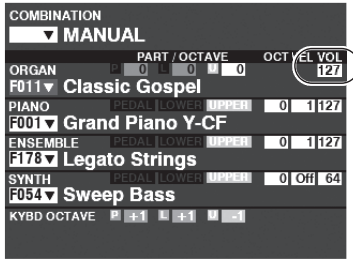 COMBINATION
▼ MANUAL
PART / OCTAVE OCT VEL VOL
ORGAN P 0 L 0 U 0 127
F011▼ Classic Gospel
PIANO PEDAL LOWER UPPER 0 1 127
F001▼ Grand Piano Y-CF
ENSEMBLE PEDAL LOWER UPPER 0 1 127
F178▼ Legato Strings
SYNTH PEDAL LOWER UPPER 0 Off 64
F054▼ Sweep Bass
KYBD OCTAVE P +1 L +1 U -1